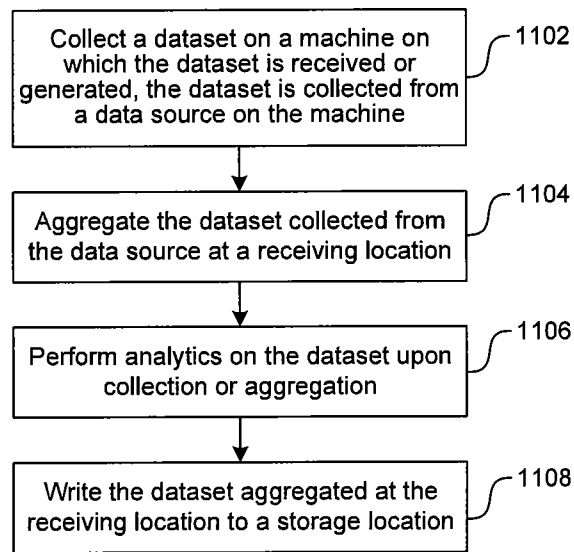 Collect a dataset on a machine on
which the dataset is received or
generated, the dataset is collected from
a data source on the machine
1102
Aggregate the dataset collected from
the data source at a receiving location
1104
Perform analytics on the dataset upon
collection or aggregation
1106
Write the dataset aggregated at the
receiving location to a storage location
1108